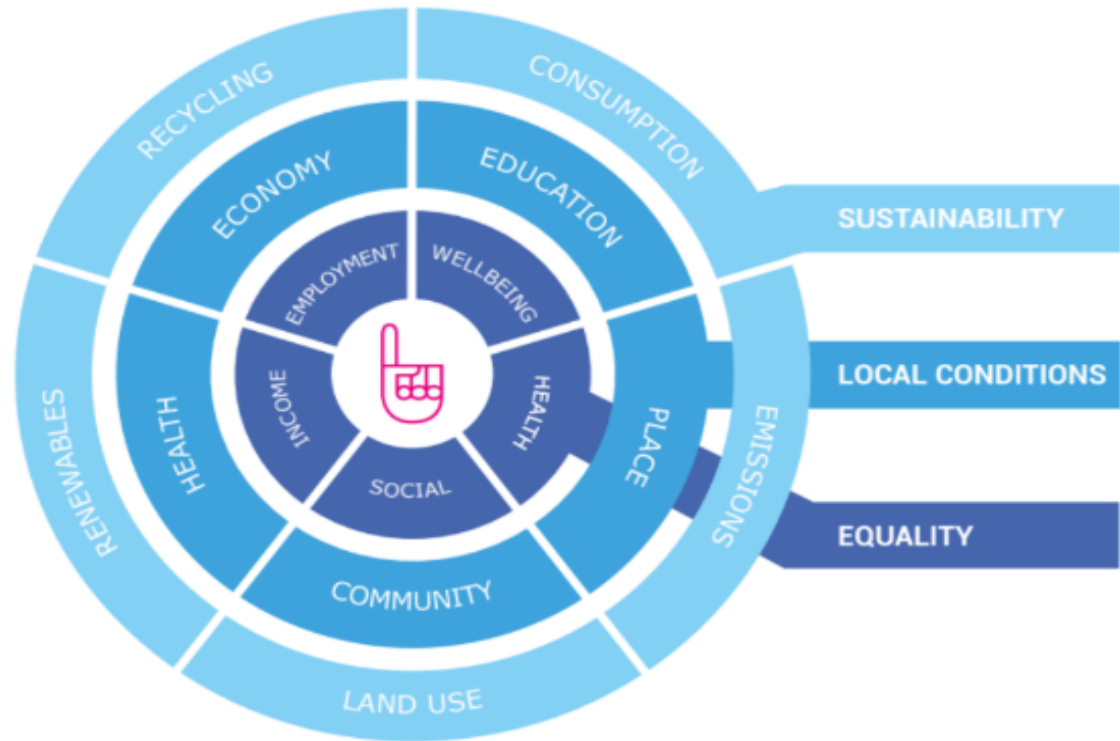 RECYCLING
CONSUMPTION
ECONOMY
EDUCATION
EMPLOYMENT
WELLBEING
SUSTAINABILITY
RENEWABLES
HEALTH
INCOME
HEALTH
PLACE
EMISSIONS
LOCAL CONDITIONS
SOCIAL
EQUALITY
COMMUNITY
LAND USE